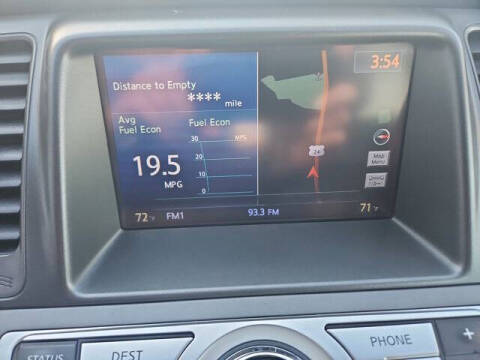 3:54
Distance to Empty
**** mile
Avg
Fuel Econ
Fuel Econ
30 MPG
20
10
0
19.5
MPG
24
Map
Menu
72°F FM1 93.3 FM 71°F
STATUS DEST PHONE +